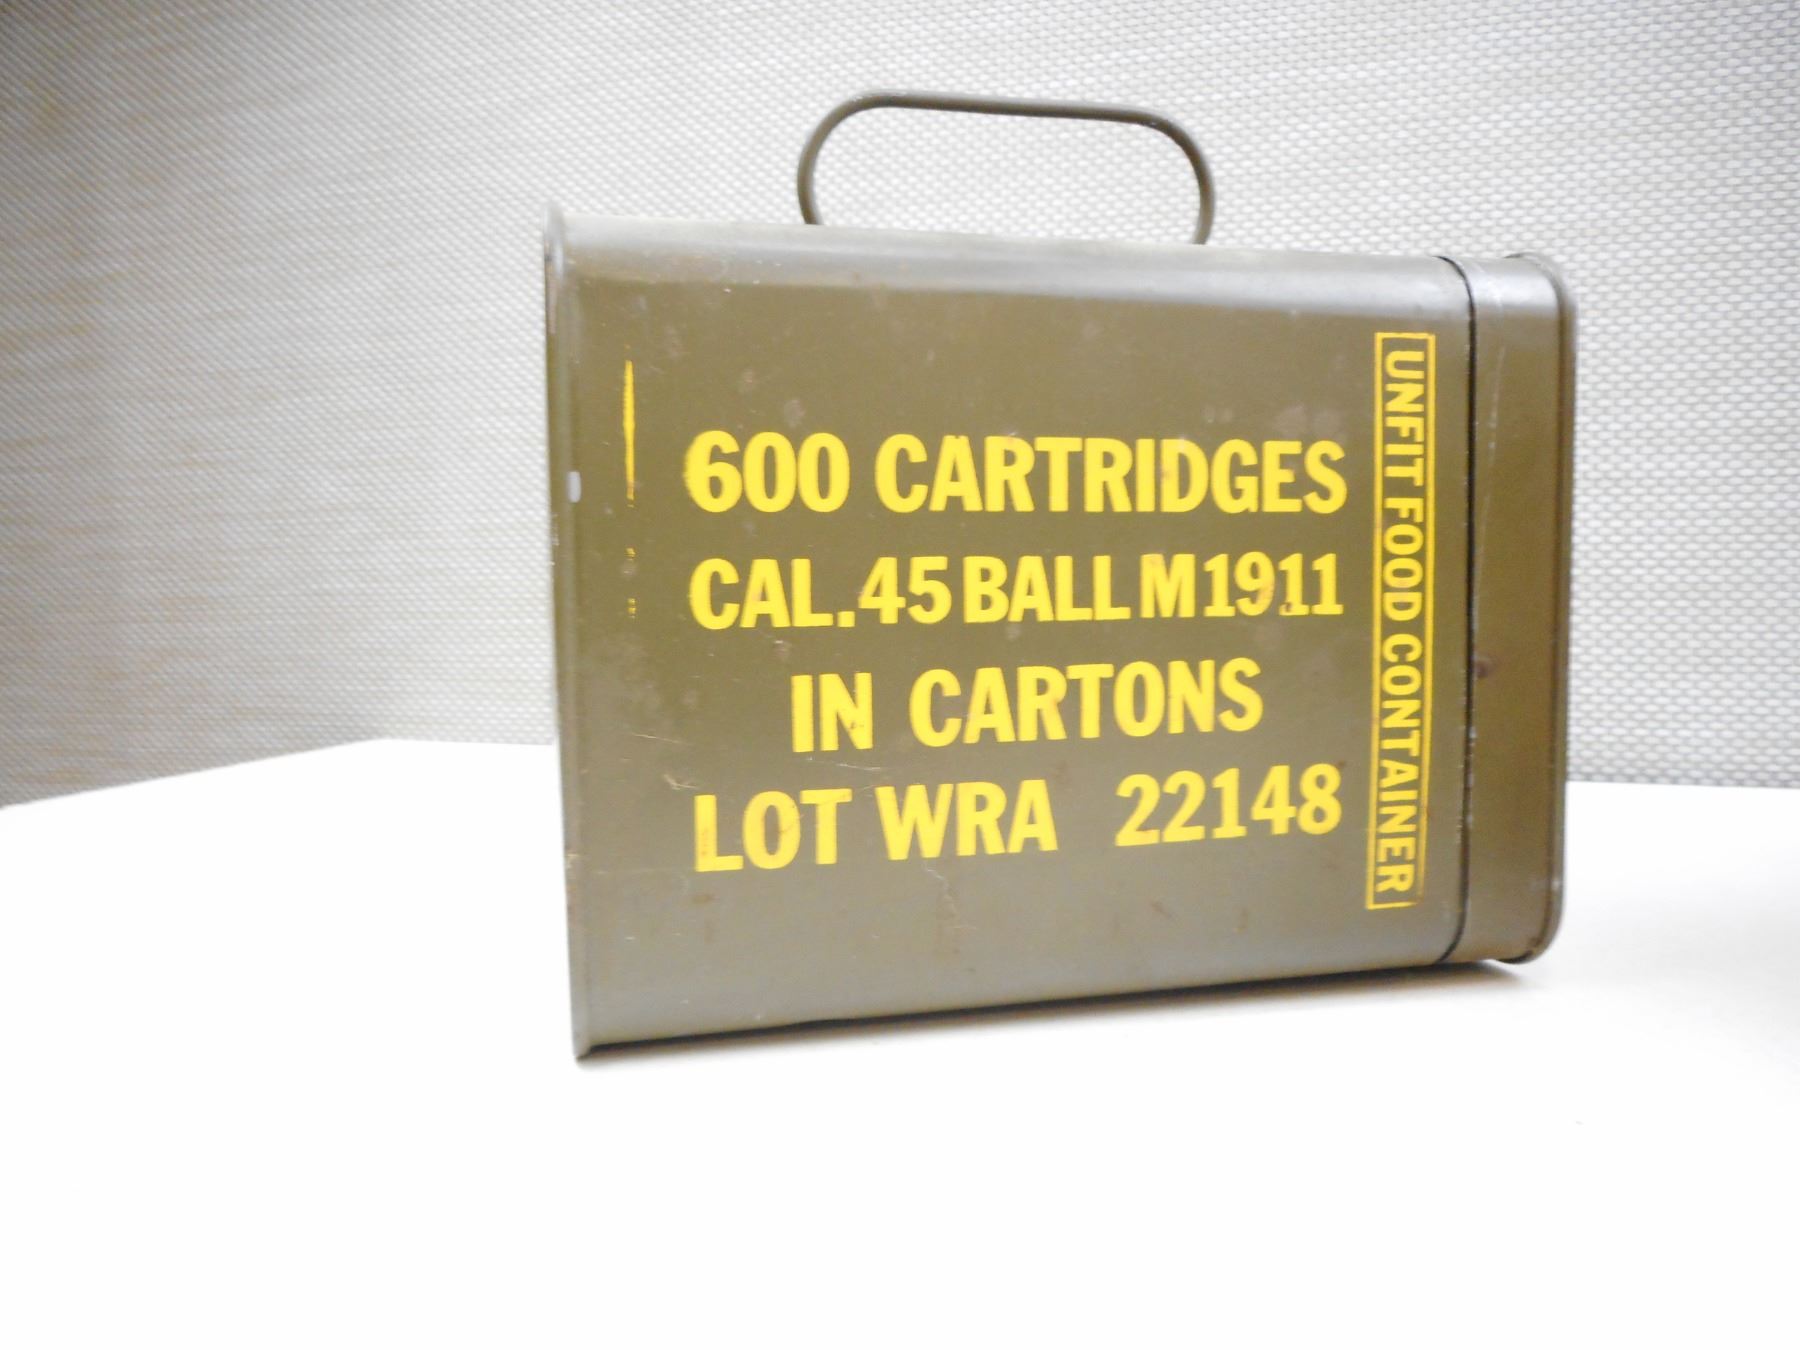 600 CARTRIDGES
CAL..45 BALL M1911
IN CARTONS
LOT WRA 22148
UNFIT FOOD CONTAINER